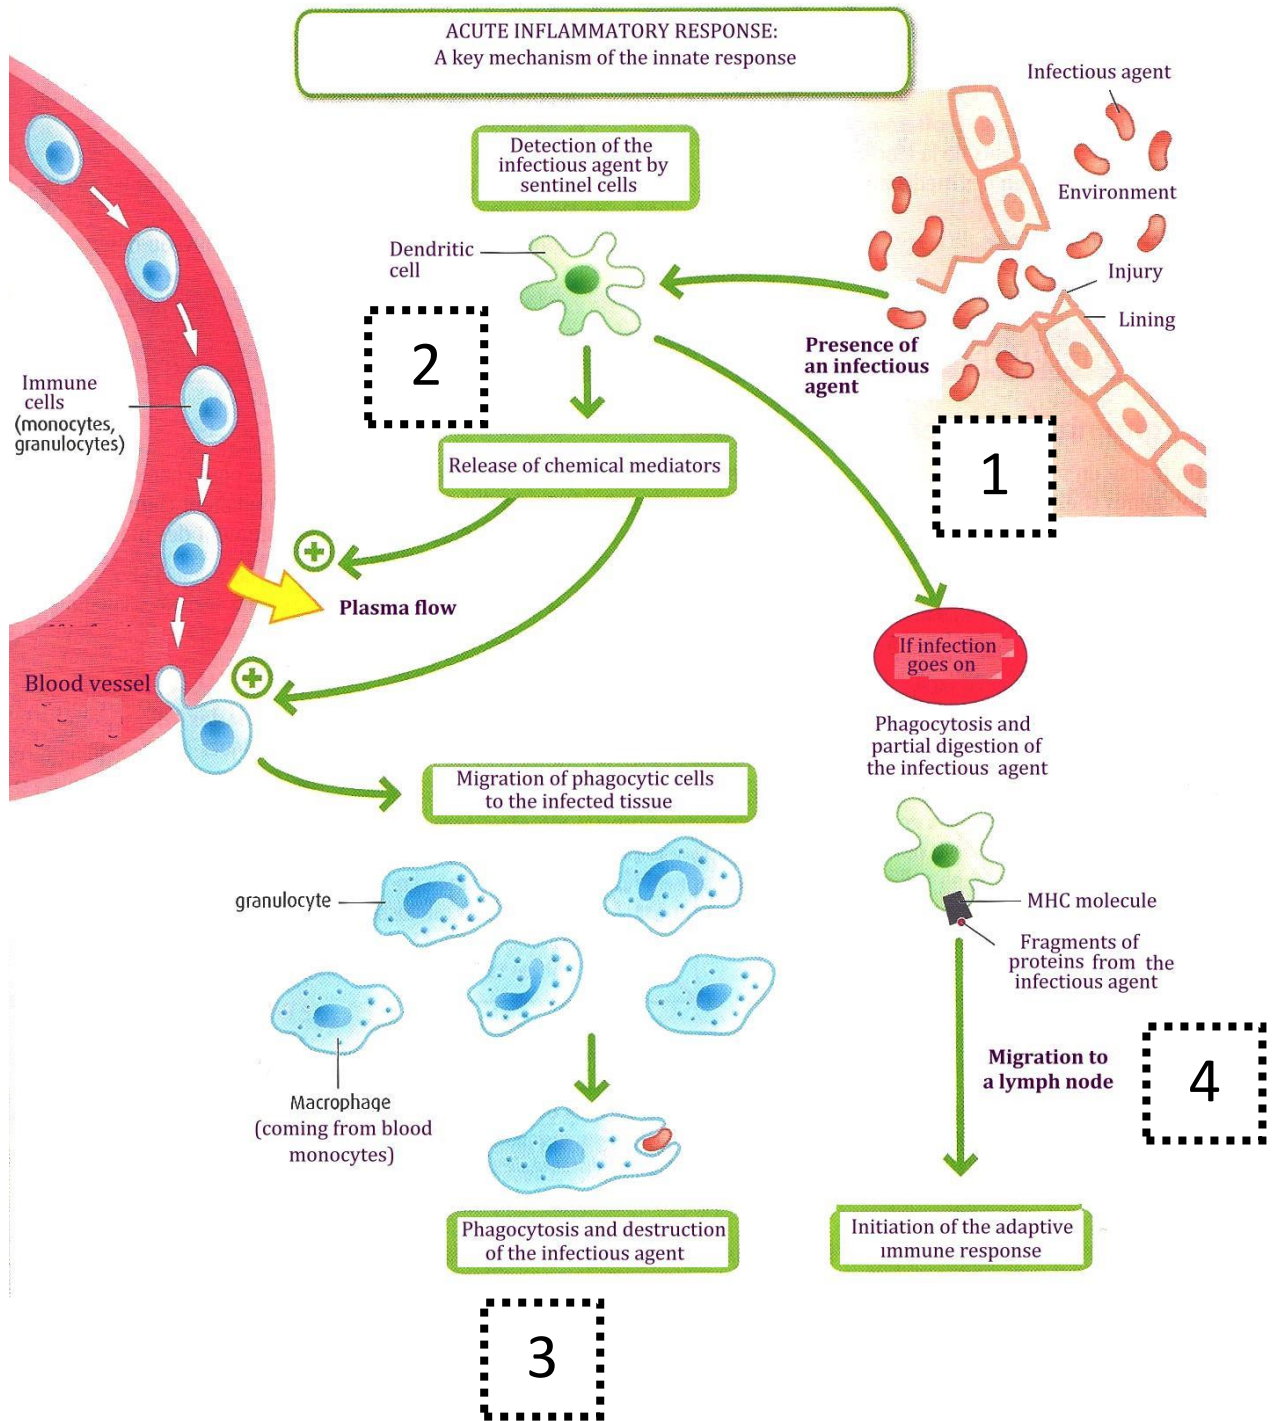 ACUTE INFLAMMATORY RESPONSE:
A key mechanism of the innate response
Infectious agent
Detection of the
infectious agent by
sentinel cells
Environment
Dendritic
cell
Injury
Lining
Presence of
an infectious
agent
2
1
Immune
cells
(monocytes,
granulocytes)
Release of chemical mediators
Plasma flow
If infection
goes on
Blood vessel
Phagocytosis and
partial digestion of
the infectious agent
Migration of phagocytic cells
to the infected tissue
granulocyte
MHC molecule
Fragments of
proteins from the
infectious agent
Macrophage
(coming from blood
monocytes)
Migration to
a lymph node
4
Phagocytosis and destruction
of the infectious agent
Initiation of the adaptive
immune response
3